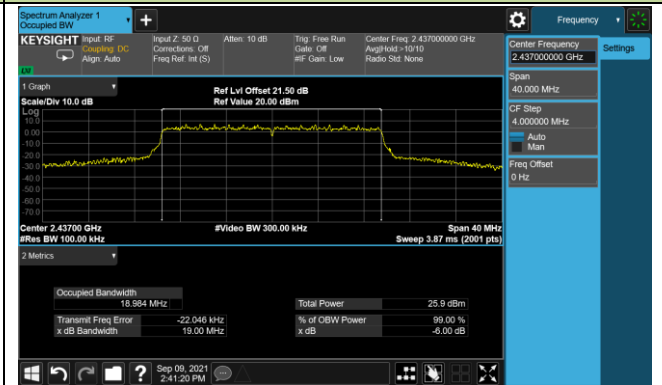 Spectrum Analyzer 1
Occupied BW
Frequency
KEYSIGHT
Input: RF
Coupling: DC
Align: Auto
Input Z: 50 Ω
Corrections: Off
Freq Ref: Int (S)
Atten: 10 dB
Trig: Free Run
Gate: Off
#IF Gain: Low
Center Freq: 2.437000000 GHz
Avg|Hold:>10/10
Radio Std: None
Center Frequency
2.437000000 GHz
Settings
Span
40.000 MHz
CF Step
4.000000 MHz
Auto
Man
Freq Offset
0 Hz
1 Graph
Scale/Div 10.0 dB
Ref Lvl Offset 21.50 dB
Ref Value 20.00 dBm
Log
10.0
0.00
-10.0
-20.0
-30.0
-40.0
-50.0
-60.0
-70.0
Center 2.43700 GHz
#Res BW 100.00 kHz
#Video BW 300.00 kHz
Span 40 MHz
Sweep 3.87 ms (2001 pts)
2 Metrics
Occupied Bandwidth
18.984 MHz
Total Power 25.9 dBm
Transmit Freq Error -22.046 kHz
% of OBW Power 99.00 %
x dB Bandwidth 19.00 MHz
x dB -6.00 dB
Sep 09, 2021
2:41:20 PM